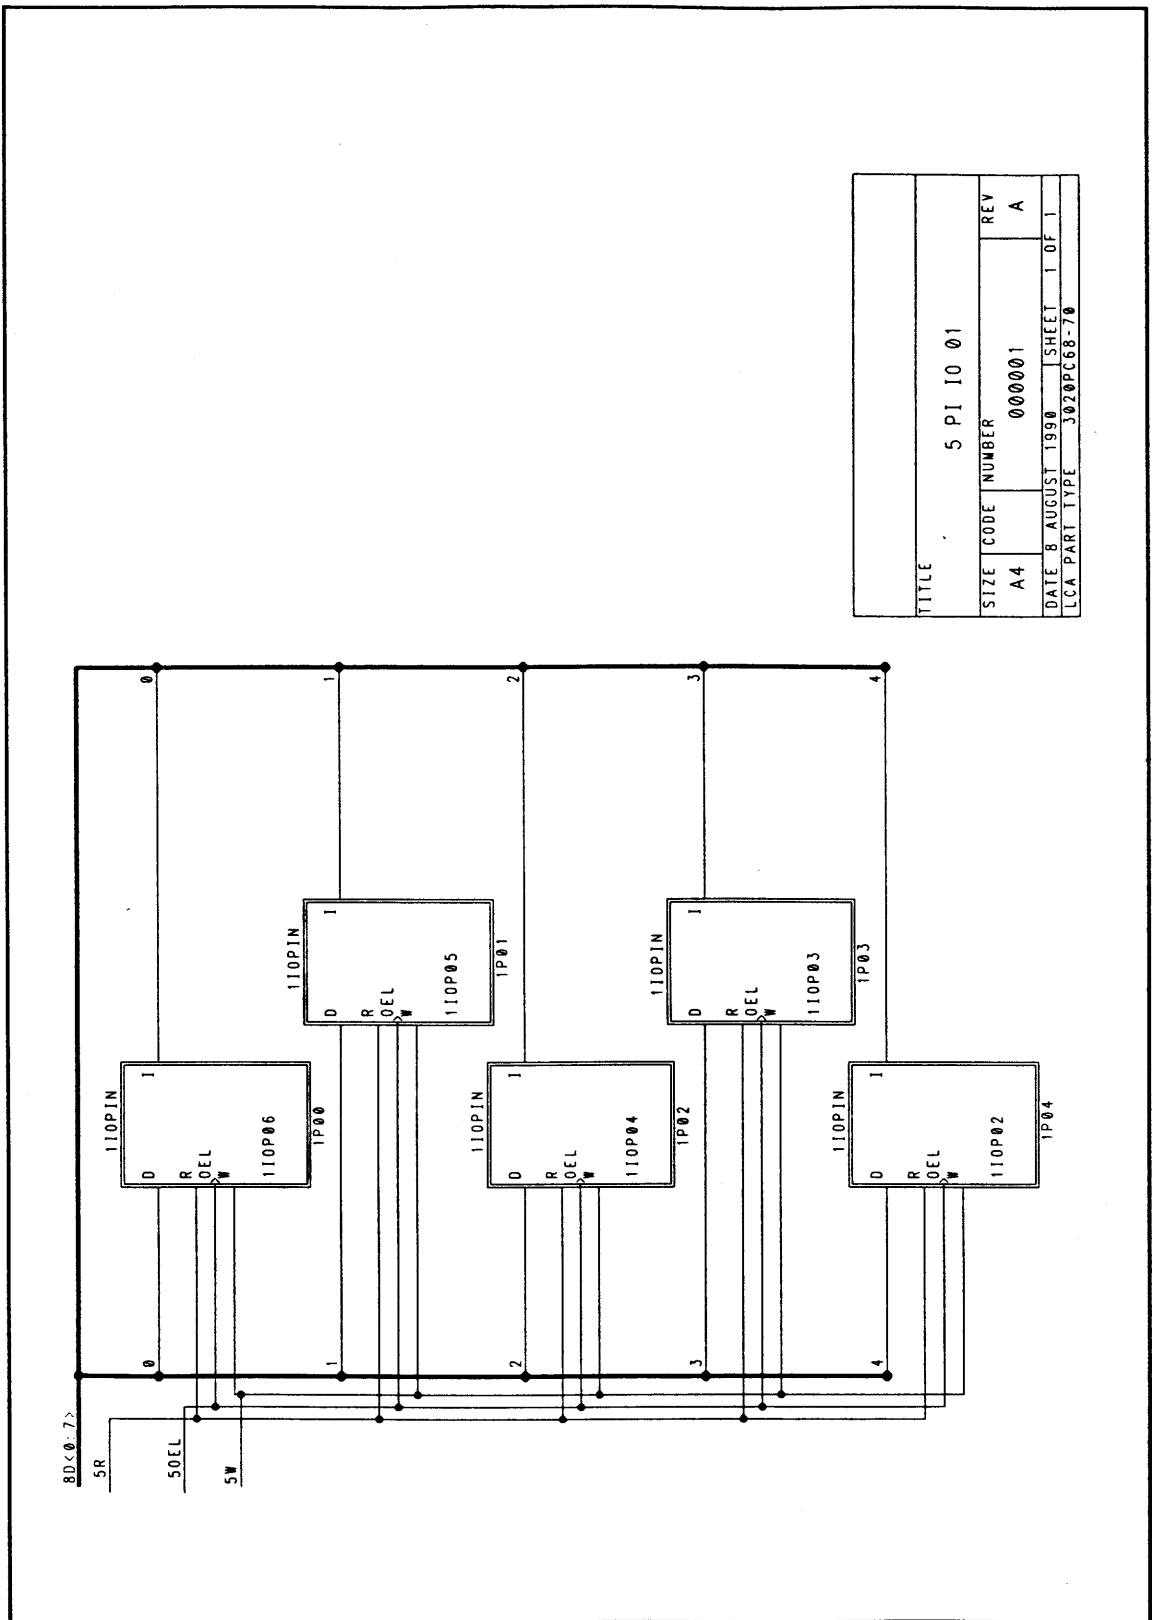 8D<0:7>
5R
5OEL
5W
0
0
1IOPIN
D
I
R
OEL
W
1IOP06
1P00
1
1
1IOPIN
D
I
R
OEL
W
1IOP05
1P01
2
2
1IOPIN
D
I
R
OEL
W
1IOP04
1P02
3
3
1IOPIN
D
I
R
OEL
W
1IOP03
1P03
4
4
1IOPIN
D
I
R
OEL
W
1IOP02
1P04
TITLE
5 PI IO 01
SIZE CODE NUMBER REV
A4 000001 A
DATE 8 AUGUST 1990 SHEET 1 OF 1
LCA PART TYPE 3020PC68-70